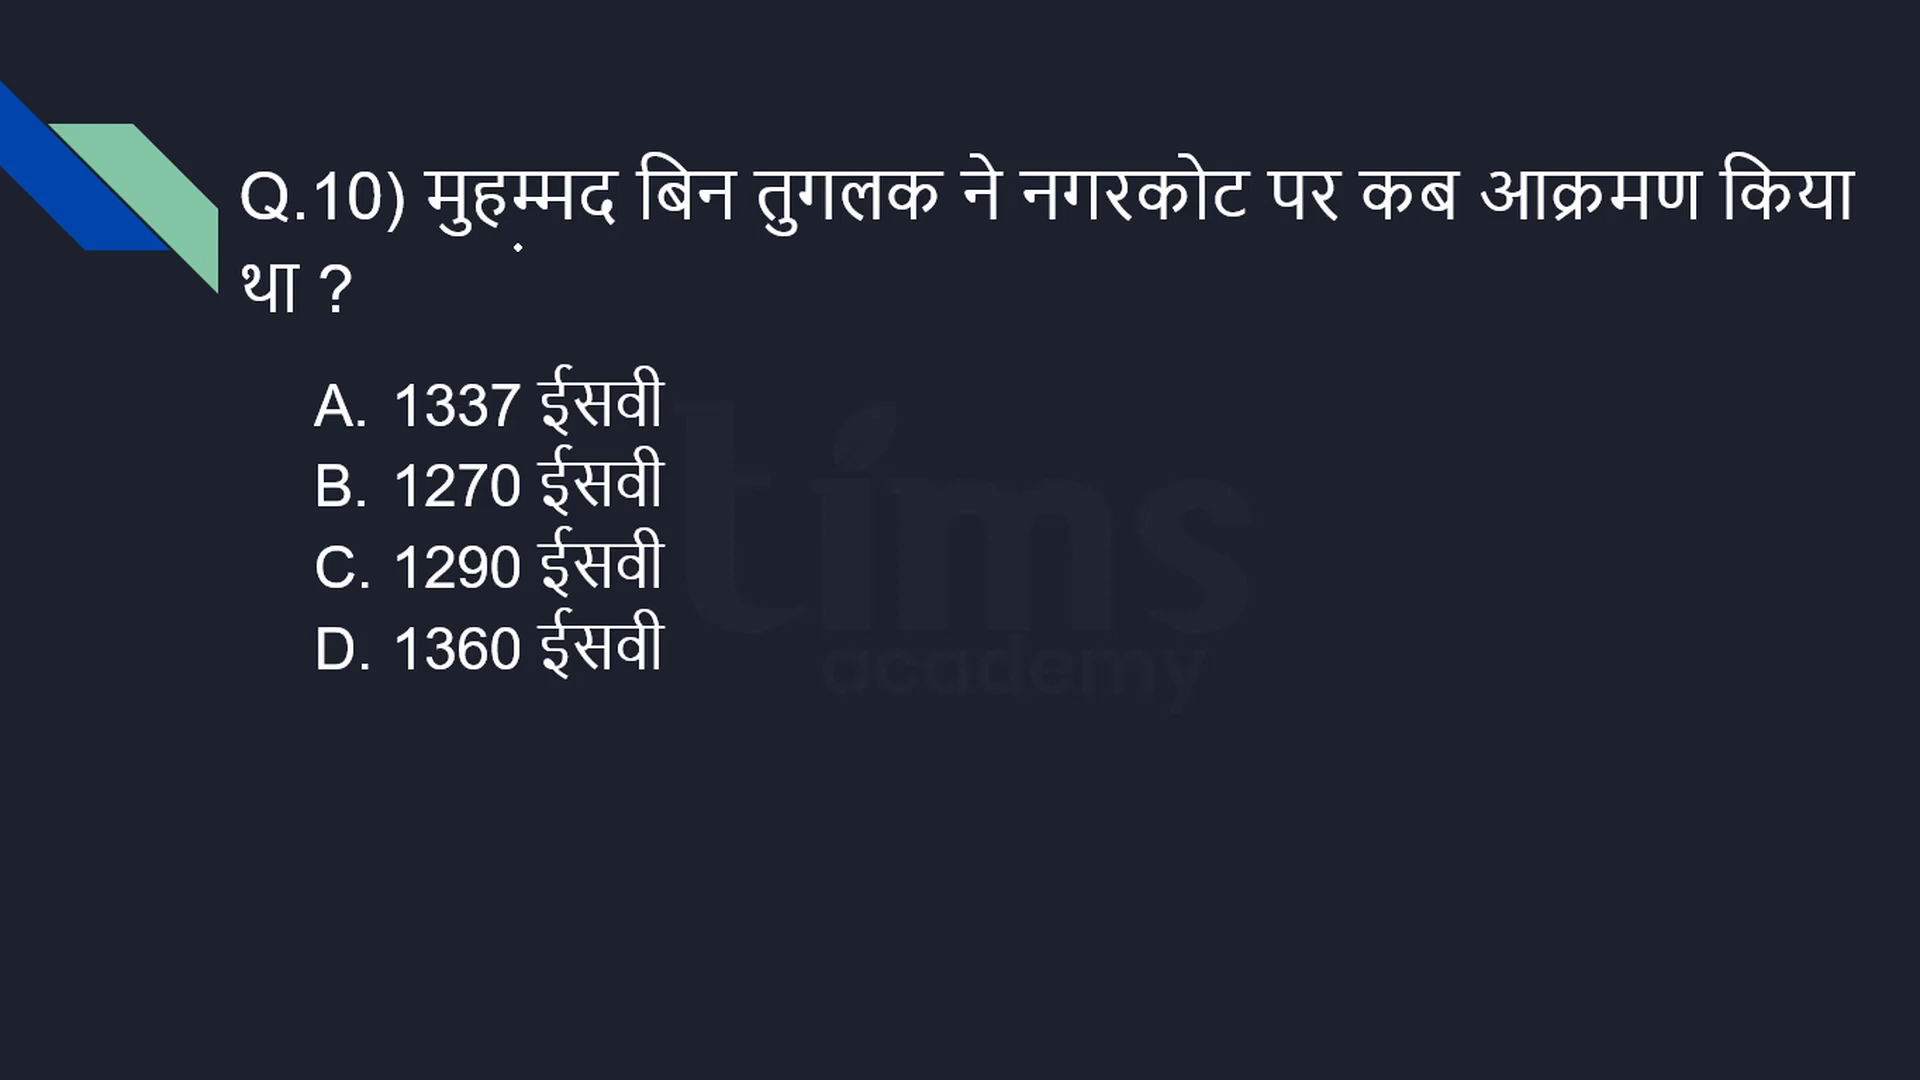 Q.10) मुहम्मद बिन तुगलक ने नगरकोट पर कब आक्रमण किया
था ?
A. 1337 ईसवी
B. 1270 ईसवी
C. 1290 ईसवी
D. 1360 ईसवी
tims
academy